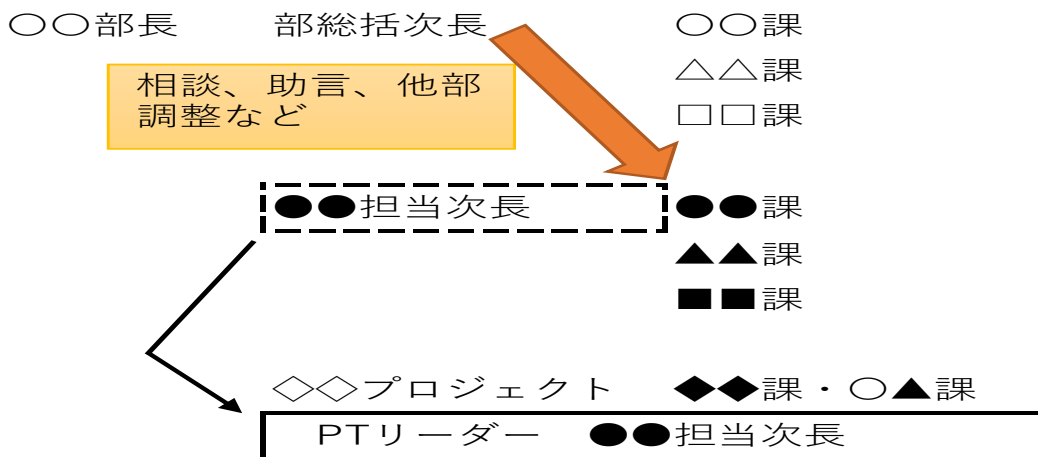 ○○部長 部総括次長 ○○課
相談、助言、他部
調整など
△△課
□□課
●●担当次長 ●●課
▲▲課
■■課
◇◇プロジェクト ◆◆課・○▲課
PTリーダー ●●担当次長